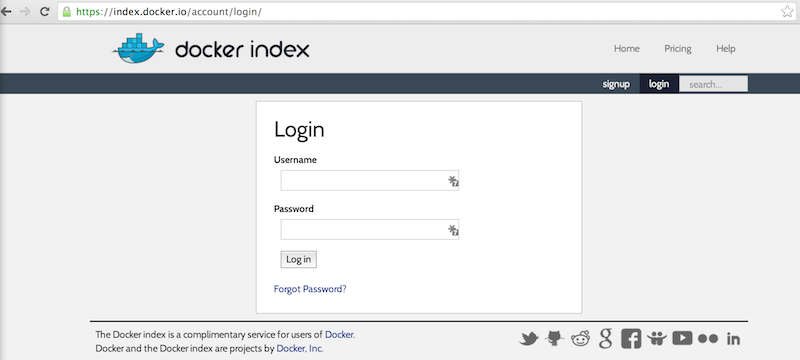 https://index.docker.io/account/login/
docker index
Home Pricing Help
signup login search...
Login
Username
Password
Log in
Forgot Password?
The Docker index is a complimentary service for users of Docker.
Docker and the Docker index are projects by Docker, Inc.